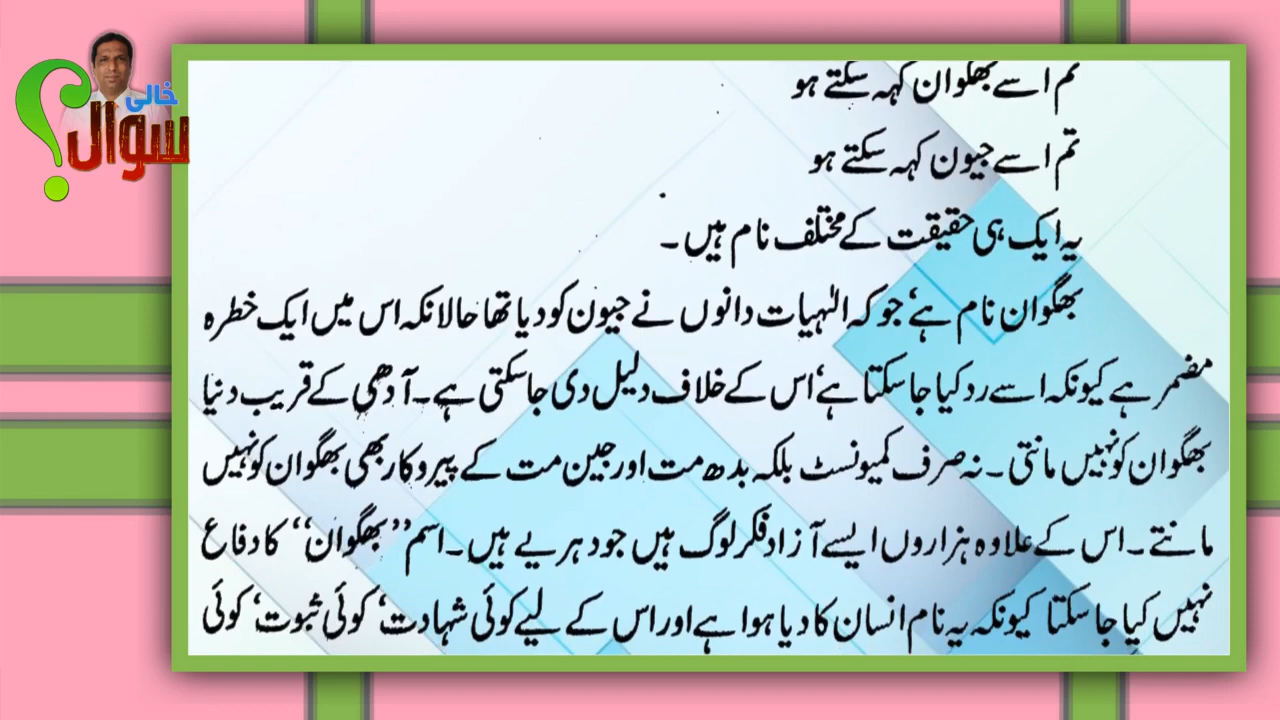 خالی
سوال؟
تم اسے بھگوان کہہ سکتے ہو
تم اسے جیون کہہ سکتے ہو
یہ ایک ہی حقیقت کے مختلف نام ہیں۔
بھگوان نام ہے‘ جو کہ الٰہیات دانوں نے جیون کو دیا تھا حالانکہ اس میں ایک خطرہ
مضمر ہے کیونکہ اسے رد کیا جا سکتا ہے‘ اس کے خلاف دلیل دی جا سکتی ہے۔ آدھی کے قریب دنیا
بھگوان کو نہیں مانتی۔ نہ صرف کمیونسٹ بلکہ بدھ مت اور جین مت کے پیروکار بھی بھگوان کو نہیں
مانتے۔ اس کے علاوہ ہزاروں ایسے آزاد فکر لوگ ہیں جو دہریے ہیں۔ اسم ’’بھگوان‘‘ کا دفاع
نہیں کیا جا سکتا کیونکہ یہ نام انسان کا دیا ہوا ہے اور اس کے لیے کوئی شہادت‘ کوئی ثبوت‘ کوئی